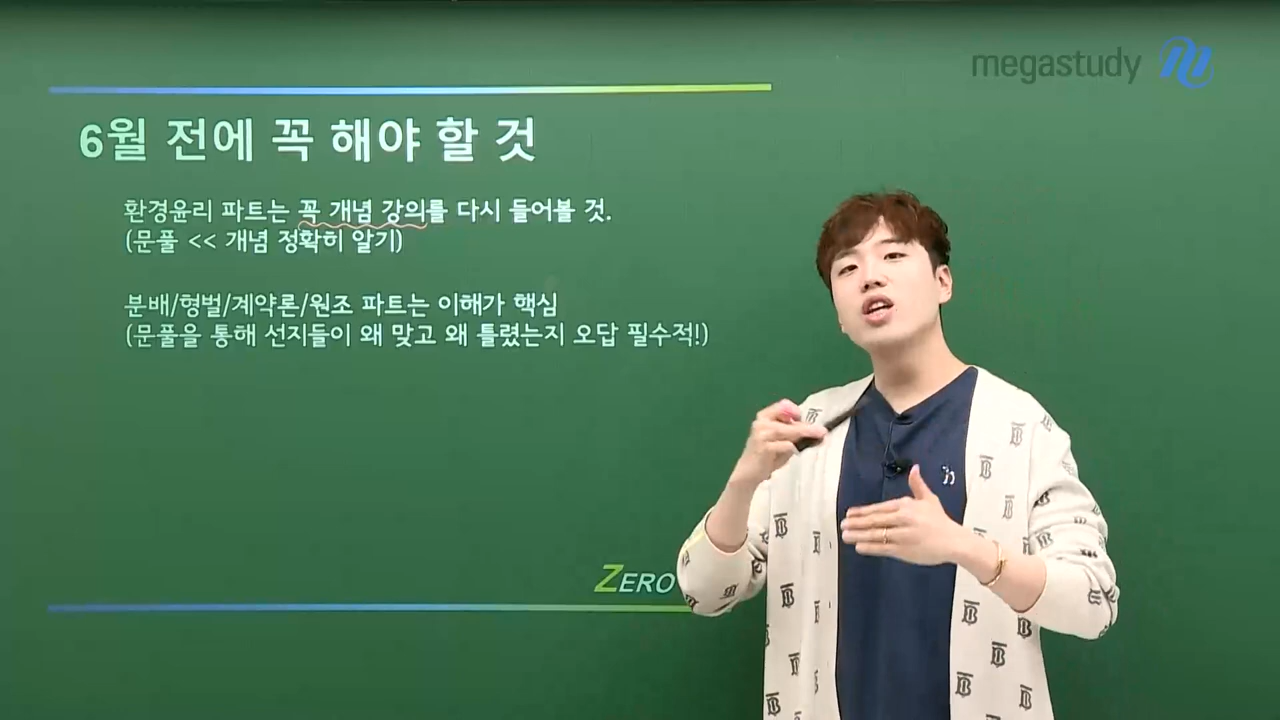 megastudy
6월 전에 꼭 해야 할 것
환경윤리 파트는 꼭 개념 강의를 다시 들어볼 것.
(문풀 << 개념 정확히 알기)
분배/형벌/계약론/원조 파트는 이해가 핵심
(문풀을 통해 선지들이 왜 맞고 왜 틀렸는지 오답 필수적!)
ZERO